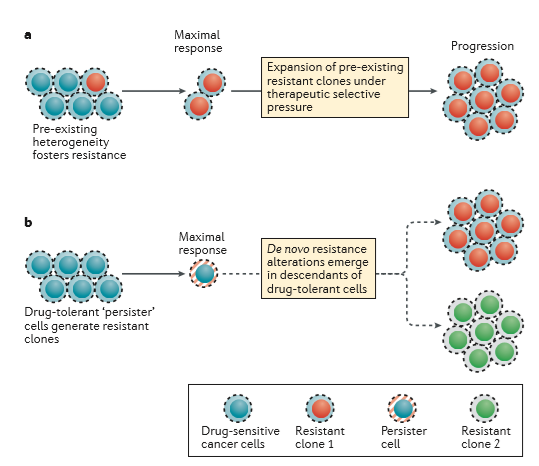 a
Maximal
response
Expansion of pre-existing
resistant clones under
therapeutic selective
pressure
Progression
Pre-existing
heterogeneity
fosters resistance
b
Maximal
response
De novo resistance
alterations emerge
in descendants of
drug-tolerant cells
Drug-tolerant ‘persister’
cells generate resistant
clones
Drug-sensitive
cancer cells
Resistant
clone 1
Persister
cell
Resistant
clone 2